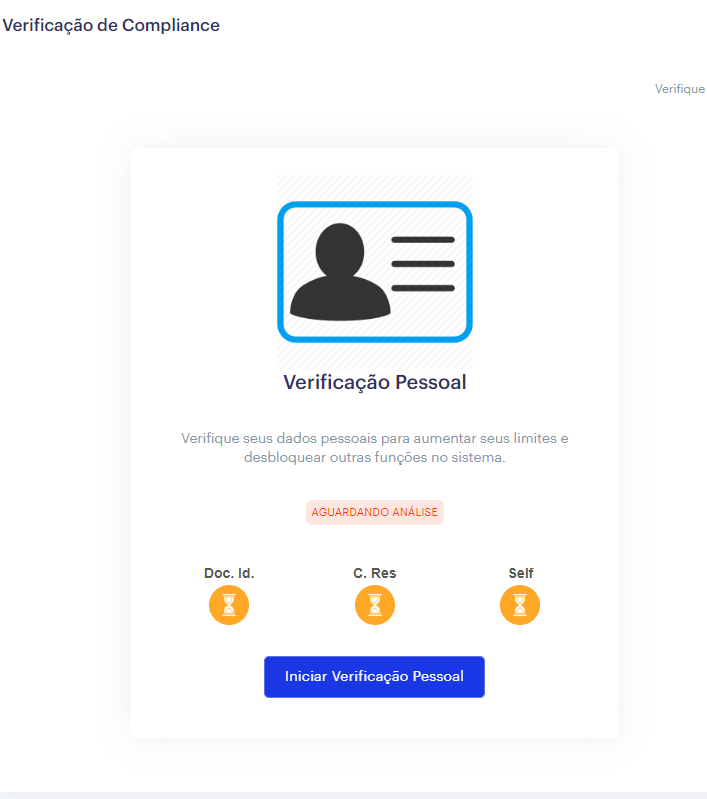 Verificação de Compliance
Verifique
Verificação Pessoal
Verifique seus dados pessoais para aumentar seus limites e
desbloquear outras funções no sistema.
AGUARDANDO ANÁLISE
Doc. Id. C. Res Self
Iniciar Verificação Pessoal